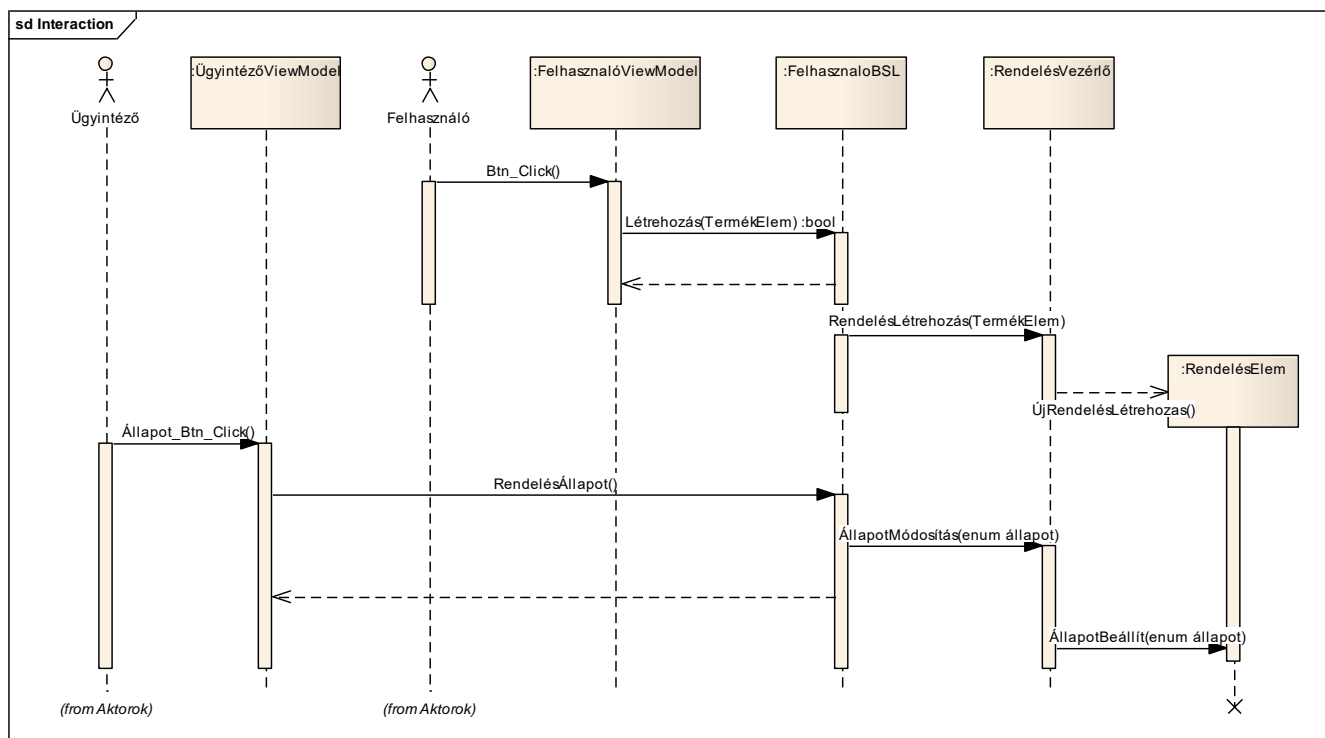 sd Interaction
:ÜgyintézőViewModel
:FelhasználóViewModel
:FelhasznaloBSL
:RendelésVezérlő
Ügyintéző
Felhasználó
Btn_Click()
Létrehozás(TermékElem) :bool
RendelésLétrehozás(TermékElem)
:RendelésElem
ÚjRendelésLétrehozas()
Állapot_Btn_Click()
RendelésÁllapot()
ÁllapotMódosítás(enum állapot)
ÁllapotBeállít(enum állapot)
(from Aktorok)
(from Aktorok)